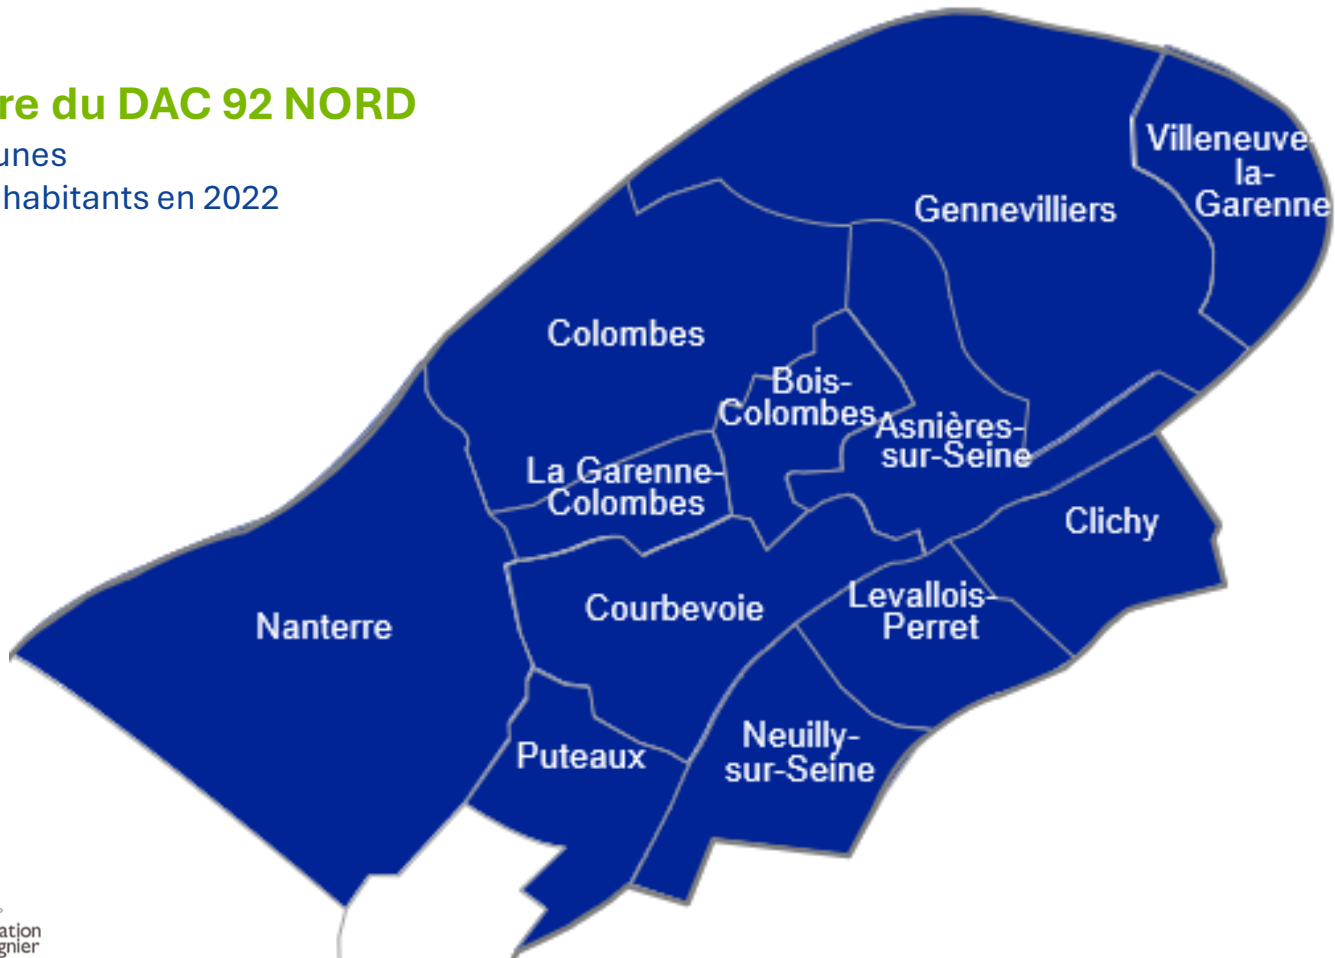 re du DAC 92 NORD
unes
habitants en 2022
Villeneuve-
la-
Garenne
Gennevilliers
Colombes
Bois-
Colombes
Asnières-
sur-Seine
La Garenne-
Colombes
Clichy
Courbevoie
Levallois-
Perret
Nanterre
Neuilly-
sur-Seine
Puteaux
ation
gnier